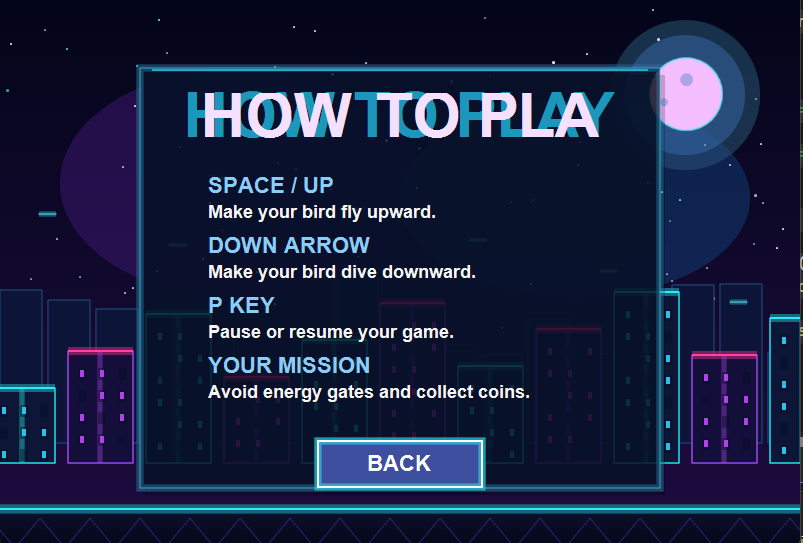 HOW TO PLAY
SPACE / UP
Make your bird fly upward.
DOWN ARROW
Make your bird dive downward.
P KEY
Pause or resume your game.
YOUR MISSION
Avoid energy gates and collect coins.
BACK